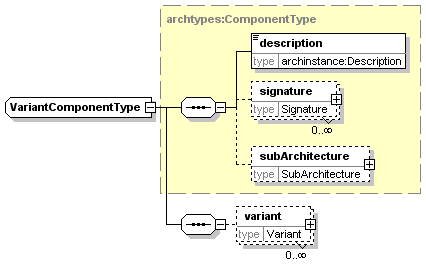 archtypes:ComponentType
description
type archinstance:Description
VariantComponentType
signature
type Signature
0..∞
subArchitecture
type SubArchitecture
variant
type Variant
0..∞